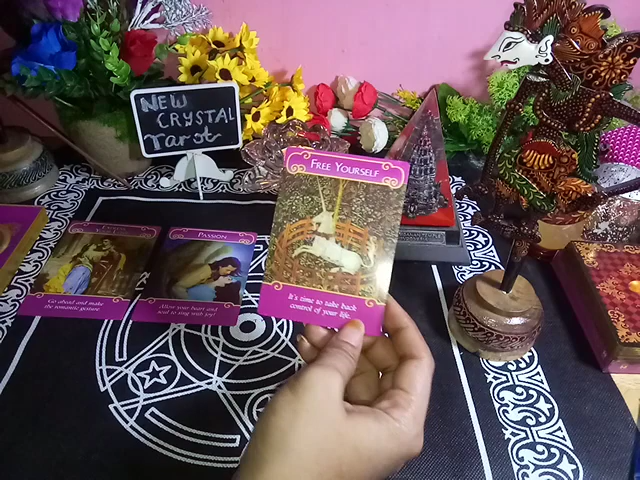 NEW
CRYSTAL
Tarot
FREE YOURSELF
It's time to take back
control of your life.
PASSION
Allow your heart and
soul to sing with joy!
Go ahead and make
the romantic gesture